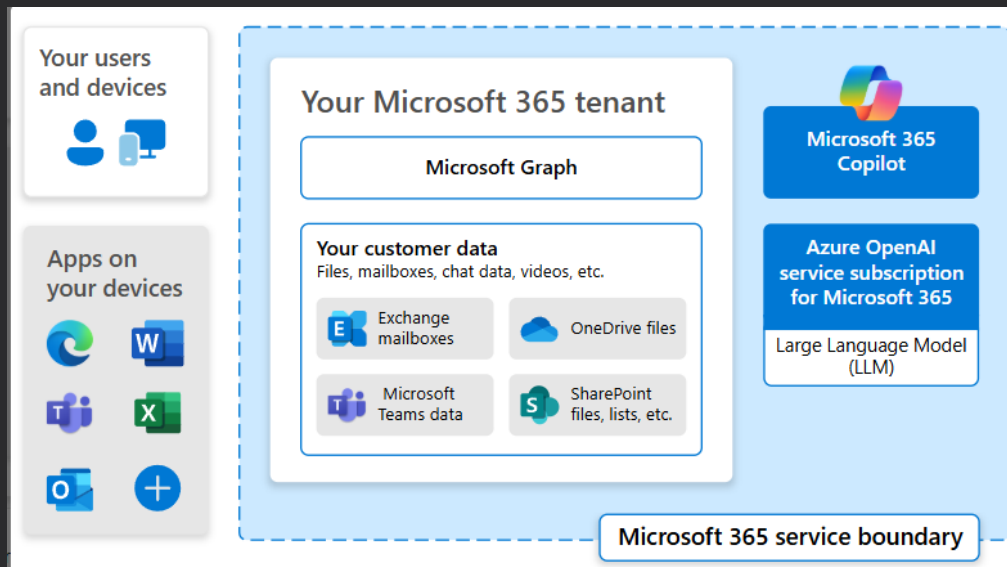 Your users
and devices
Apps on
your devices
W
T
X
O
Your Microsoft 365 tenant
Microsoft Graph
Your customer data
Files, mailboxes, chat data, videos, etc.
E
Exchange
mailboxes
OneDrive files
T
Microsoft
Teams data
S
SharePoint
files, lists, etc.
Microsoft 365
Copilot
Azure OpenAI
service subscription
for Microsoft 365
Large Language Model
(LLM)
Microsoft 365 service boundary